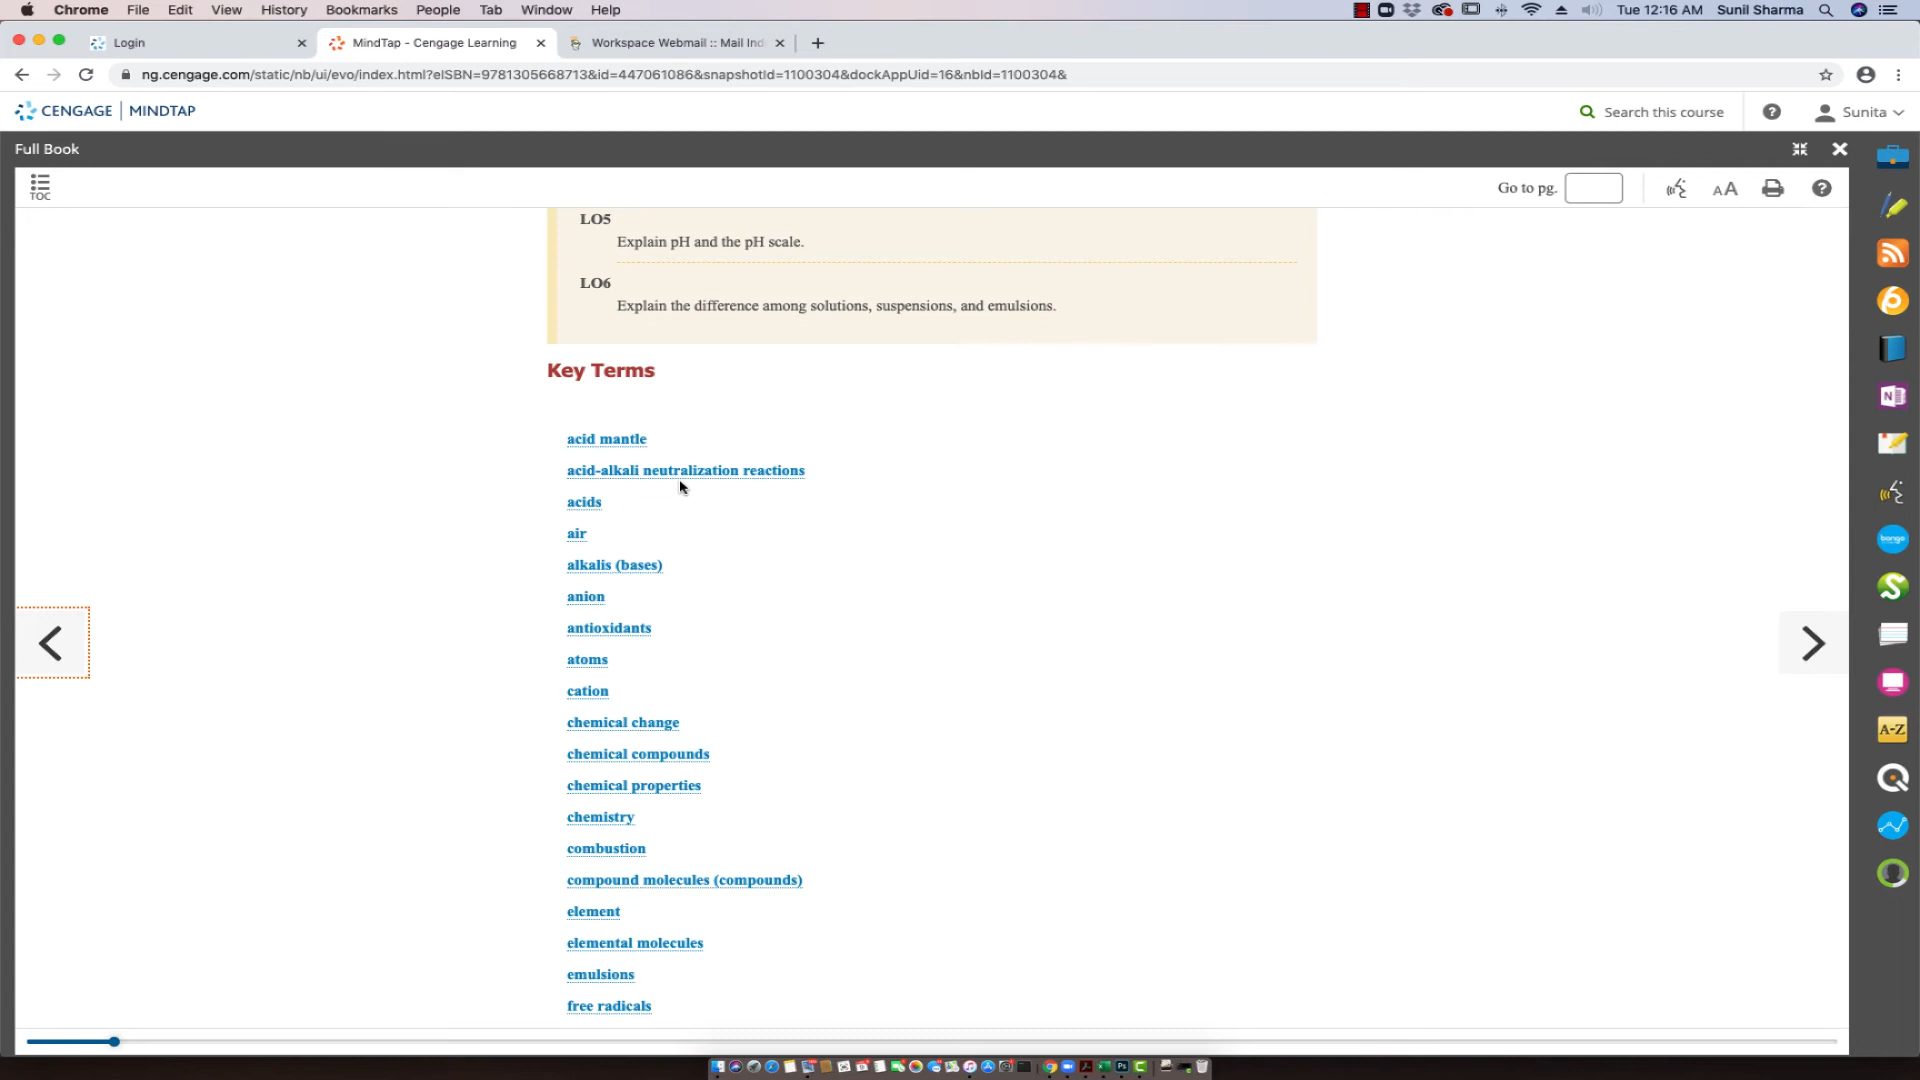 Chrome File Edit View History Bookmarks People Tab Window Help Tue 12:16 AM Sunil Sharma
Login MindTap - Cengage Learning Workspace Webmail :: Mail Ind
ng.cengage.com/static/nb/ui/evo/index.html?eISBN=9781305668713&id=447061086&snapshotId=1100304&dockAppUid=16&nbId=1100304&
CENGAGE | MINDTAP Search this course Sunita
Full Book
TOC Go to pg. AA
LO5
Explain pH and the pH scale.
LO6
Explain the difference among solutions, suspensions, and emulsions.
Key Terms
acid mantle
acid-alkali neutralization reactions
acids
air
alkalis (bases)
anion
antioxidants
atoms
cation
chemical change
chemical compounds
chemical properties
chemistry
combustion
compound molecules (compounds)
element
elemental molecules
emulsions
free radicals
bongo
A-Z